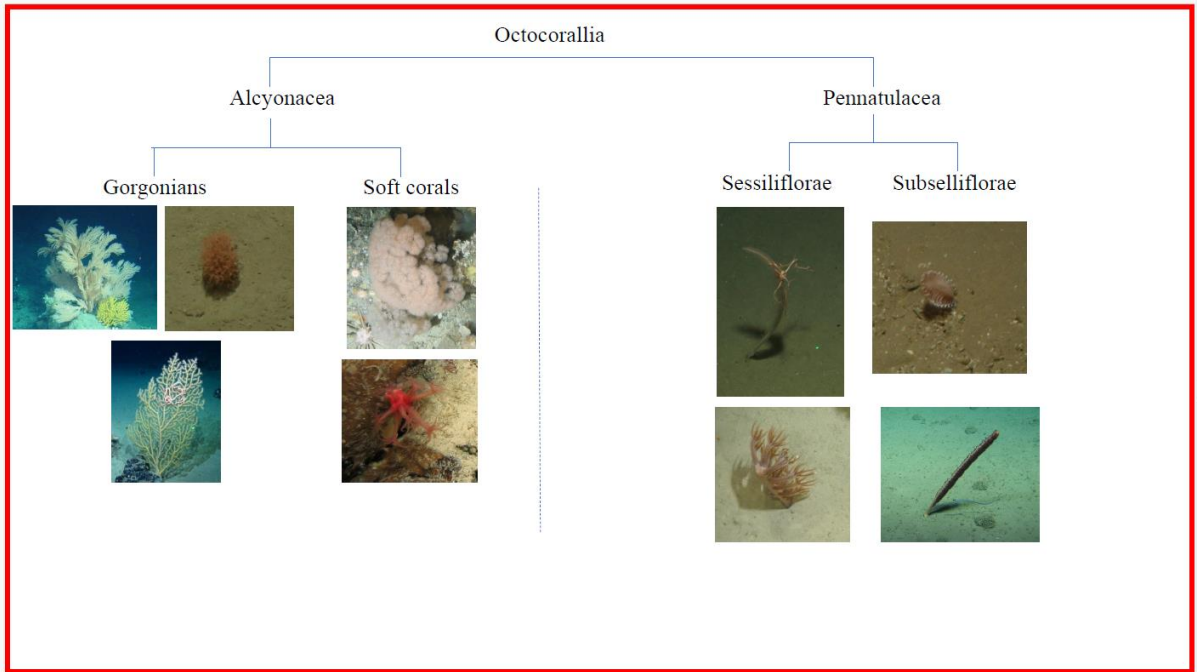 Octocorallia
Alcyonacea
Pennatulacea
Gorgonians
Soft corals
Sessiliflorae
Subselliflorae